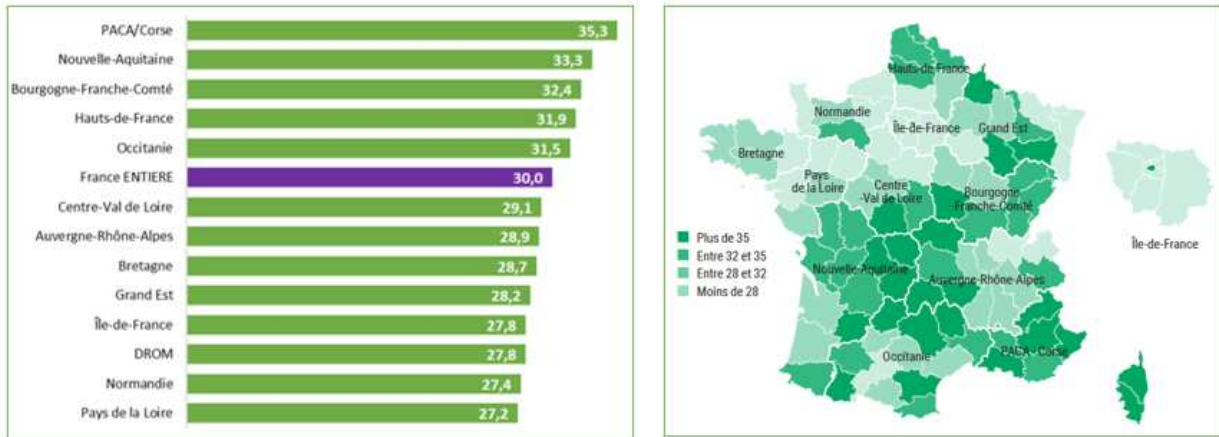 PACA/Corse 35,3
Nouvelle-Aquitaine 33,3
Bourgogne-Franche-Comté 32,4
Hauts-de-France 31,9
Occitanie 31,5
France ENTIERE 30,0
Centre-Val de Loire 29,1
Auvergne-Rhône-Alpes 28,9
Bretagne 28,7
Grand Est 28,2
Île-de-France 27,8
DROM 27,8
Normandie 27,4
Pays de la Loire 27,2
Hauts-de France
Normandie
Île-de-France
Grand Est
Bretagne
Pays
de la Loire
Centre
-Val de Loire
Bourgogne
-Franche-Comté
Île-de-France
Plus de 35
Entre 32 et 35
Entre 28 et 32
Moins de 28
Nouvelle-Aquitaine
Auvergne-Rhône-Alpes
Occitanie
PACA - Corse